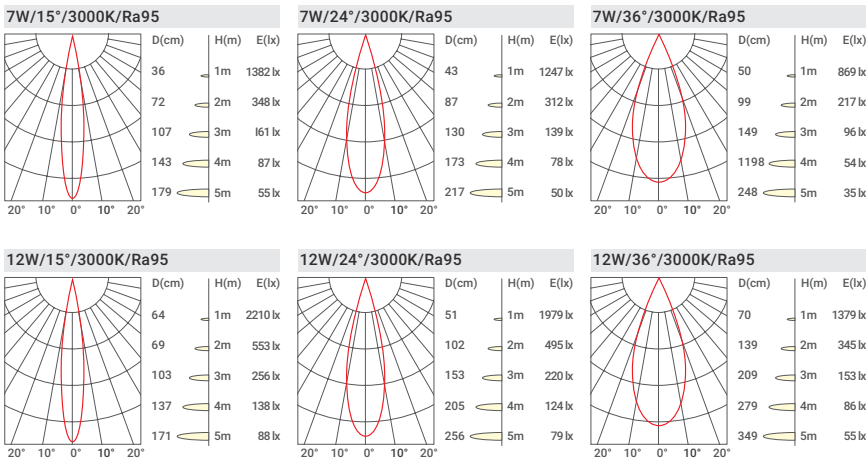 7W/15°/3000K/Ra95
D(cm) H(m) E(lx)
36 1m 1382 lx
72 2m 348 lx
107 3m I61 lx
143 4m 87 lx
179 5m 55 lx
20° 10° 0° 10° 20°
7W/24°/3000K/Ra95
D(cm) H(m) E(lx)
43 1m 1247 lx
87 2m 312 lx
130 3m 139 lx
173 4m 78 lx
217 5m 50 lx
20° 10° 0° 10° 20°
7W/36°/3000K/Ra95
D(cm) H(m) E(lx)
50 1m 869 lx
99 2m 217 lx
149 3m 96 lx
1198 4m 54 lx
248 5m 35 lx
20° 10° 0° 10° 20°
12W/15°/3000K/Ra95
D(cm) H(m) E(lx)
64 1m 2210 lx
69 2m 553 lx
103 3m 256 lx
137 4m 138 lx
171 5m 88 lx
20° 10° 0° 10° 20°
12W/24°/3000K/Ra95
D(cm) H(m) E(lx)
51 1m 1979 lx
102 2m 495 lx
153 3m 220 lx
205 4m 124 lx
256 5m 79 lx
20° 10° 0° 10° 20°
12W/36°/3000K/Ra95
D(cm) H(m) E(lx)
70 1m 1379 lx
139 2m 345 lx
209 3m 153 lx
279 4m 86 lx
349 5m 55 lx
20° 10° 0° 10° 20°